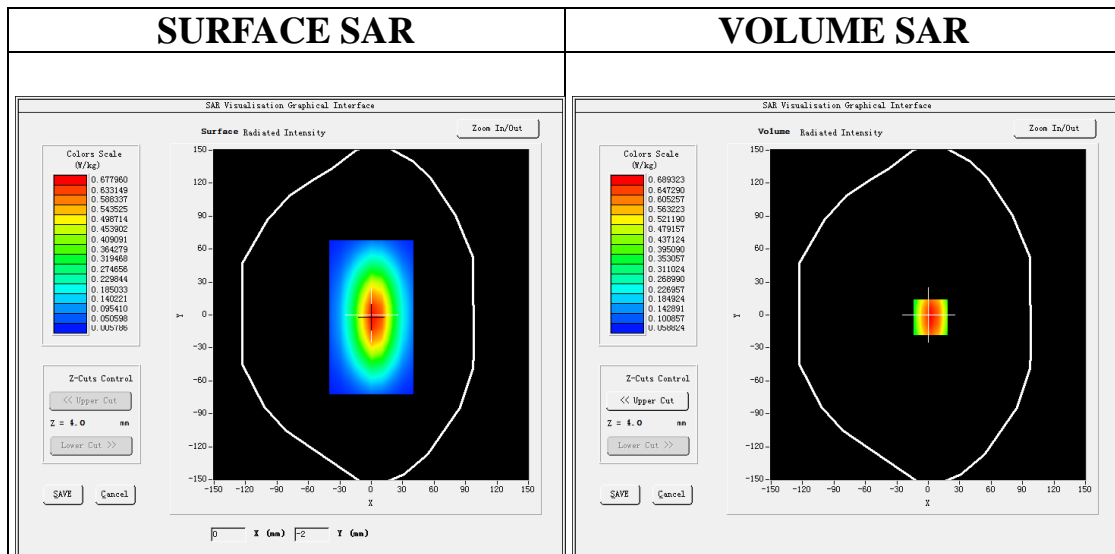 SURFACE SAR
SAR Visualisation Graphical Interface
Surface Radiated Intensity
Zoom In/Out
Colors Scale
(W/kg)
0.677960
0.633149
0.588337
0.543525
0.498714
0.453902
0.409091
0.364279
0.319468
0.274656
0.229844
0.185033
0.140221
0.095410
0.050598
0.005786
Z-Cuts Control
<< Upper Cut
Z = 4.0 mm
Lower Cut >>
SAVE Cancel
150
120
90
60
30
0
-30
-60
-90
-120
-150
Y
-150 -120 -90 -60 -30 0 30 60 90 120 150
X
0 X (mm) -2 Y (mm)
VOLUME SAR
SAR Visualisation Graphical Interface
Volume Radiated Intensity
Zoom In/Out
Colors Scale
(W/kg)
0.689323
0.647290
0.605257
0.563223
0.521190
0.479157
0.437124
0.395090
0.353057
0.311024
0.268990
0.226957
0.184924
0.142891
0.100857
0.058824
Z-Cuts Control
<< Upper Cut
Z = 4.0 mm
Lower Cut >>
SAVE Cancel
150
120
90
60
30
0
-30
-60
-90
-120
-150
Y
-150 -120 -90 -60 -30 0 30 60 90 120 150
X